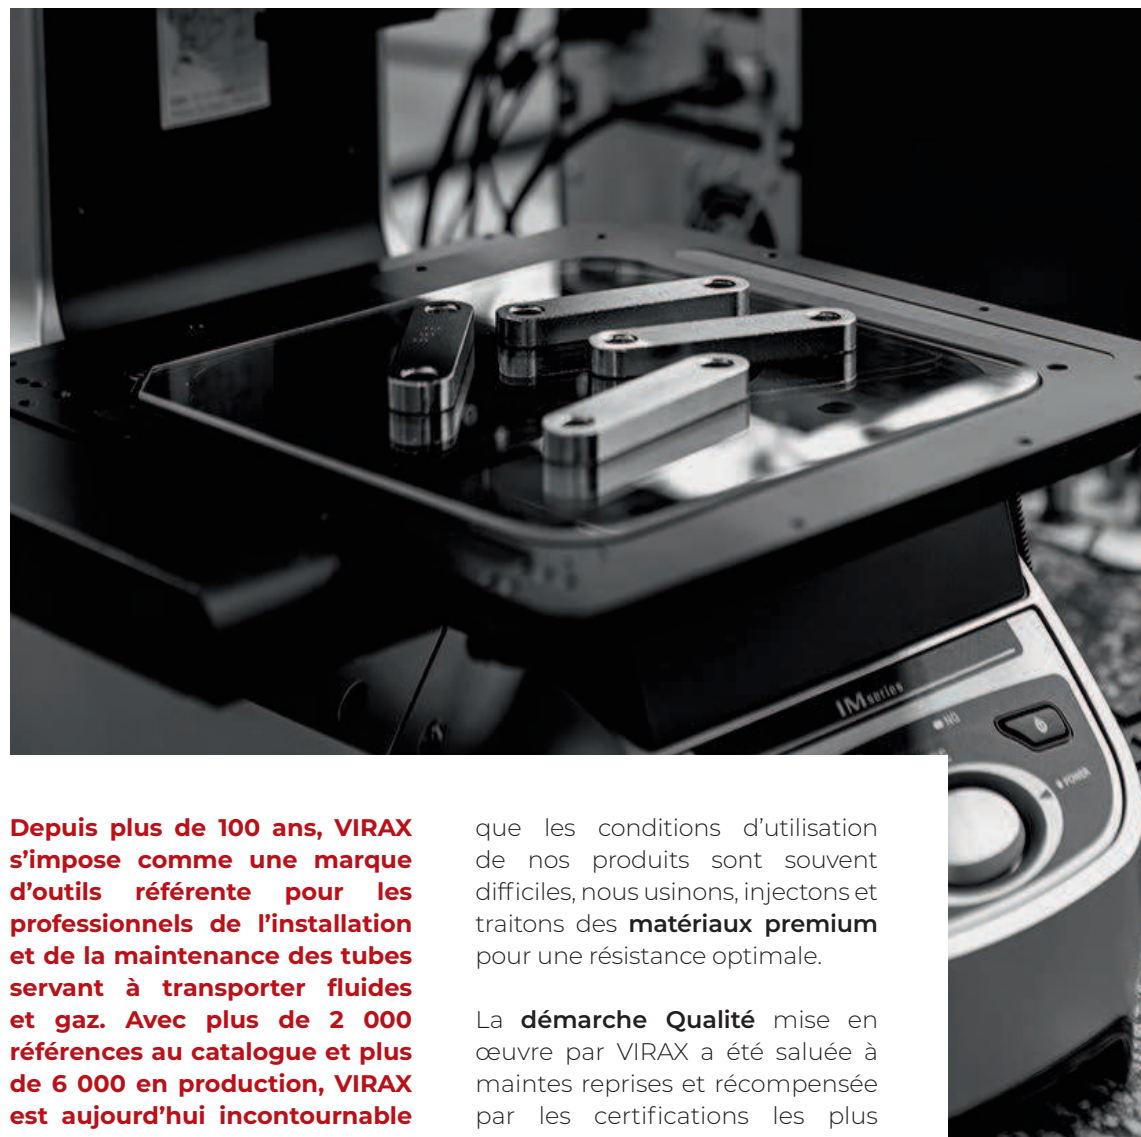 IMseries
NG
POWER
Depuis plus de 100 ans, VIRAX
s’impose comme une marque
d’outils référente pour les
professionnels de l’installation
et de la maintenance des tubes
servant à transporter fluides
et gaz. Avec plus de 2 000
références au catalogue et plus
de 6 000 en production, VIRAX
est aujourd’hui incontournable
que les conditions d’utilisation
de nos produits sont souvent
difficiles, nous usinons, injectons et
traitons des matériaux premium
pour une résistance optimale.
La démarche Qualité mise en
œuvre par VIRAX a été saluée à
maintes reprises et récompensée
par les certifications les plus